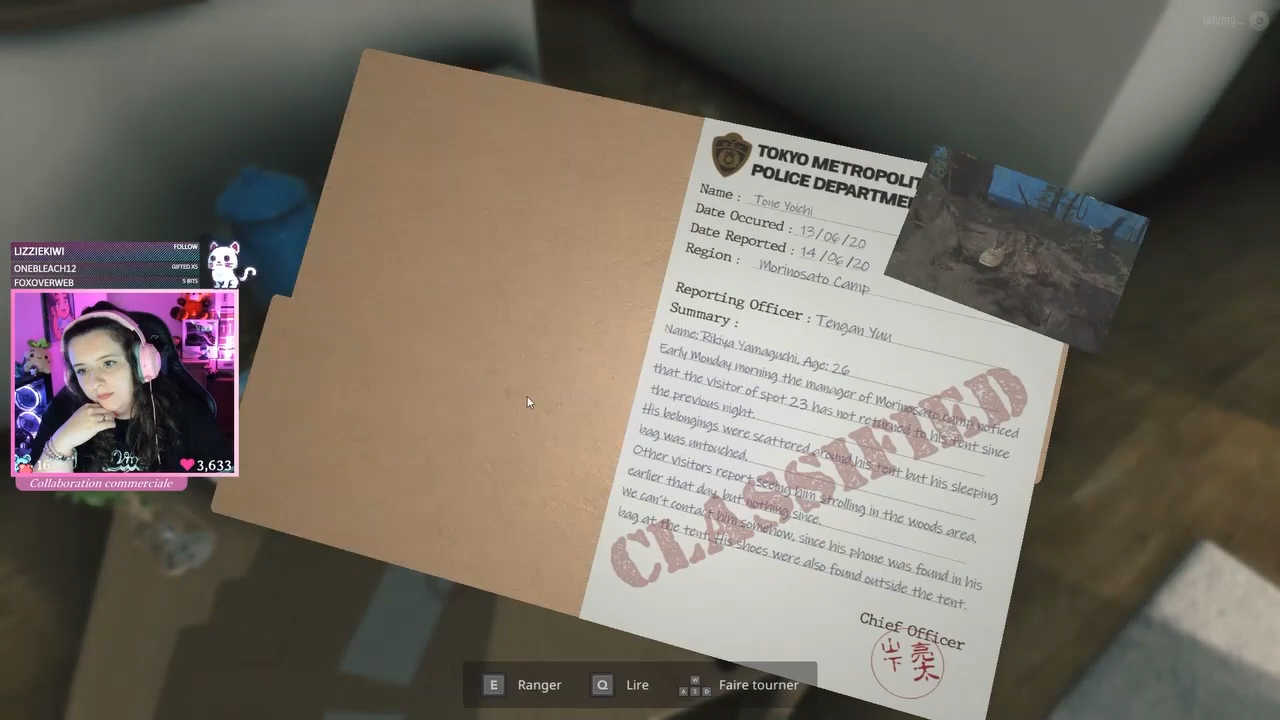 Saving...
TOKYO METROPOLIT
POLICE DEPARTME
Name : Tone Yoichi
Date Occured : 13/06/20
Date Reported : 14/06/20
Region : Morinosato Camp
Reporting Officer : Tengan Yuu
Summary :
Name: Rikiya Yamaguchi, Age: 26
Early Monday morning the manager of Morinosato camp noticed
that the visitor of spot 23 has not returned to his tent since
the previous night.
His belongings were scattered around his tent but his sleeping
bag was untouched.
Other visitors report seeing him strolling in the woods area,
earlier that day, but nothing since.
We can't contact him somehow, since his phone was found in his
bag at the tent. His shoes were also found outside the tent.
CLASSIFIED
Chief Officer
山下
亮太
LIZZIEKIWI FOLLOW
ONEBLEACH12 GIFTED X5
FOXOVERWEB 5 BITS
16 3,633
Collaboration commerciale
E Ranger Q Lire W A S D Faire tourner